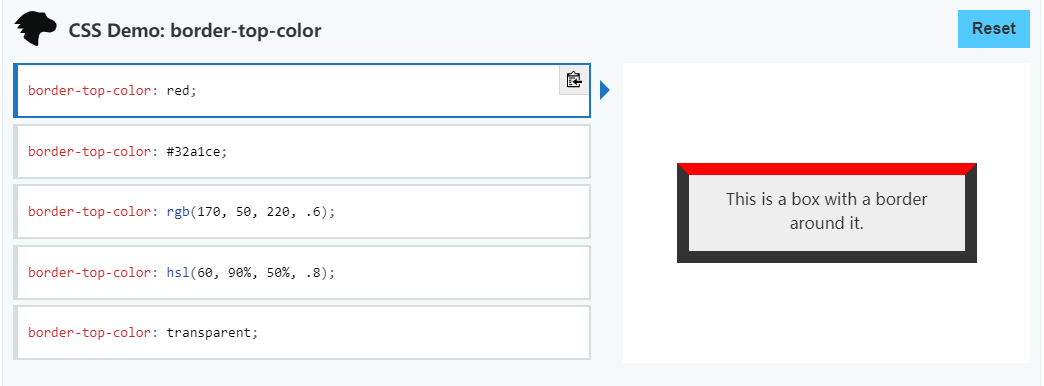 CSS Demo: border-top-color
Reset
border-top-color: red;
border-top-color: #32a1ce;
border-top-color: rgb(170, 50, 220, .6);
border-top-color: hsl(60, 90%, 50%, .8);
border-top-color: transparent;
This is a box with a border
around it.